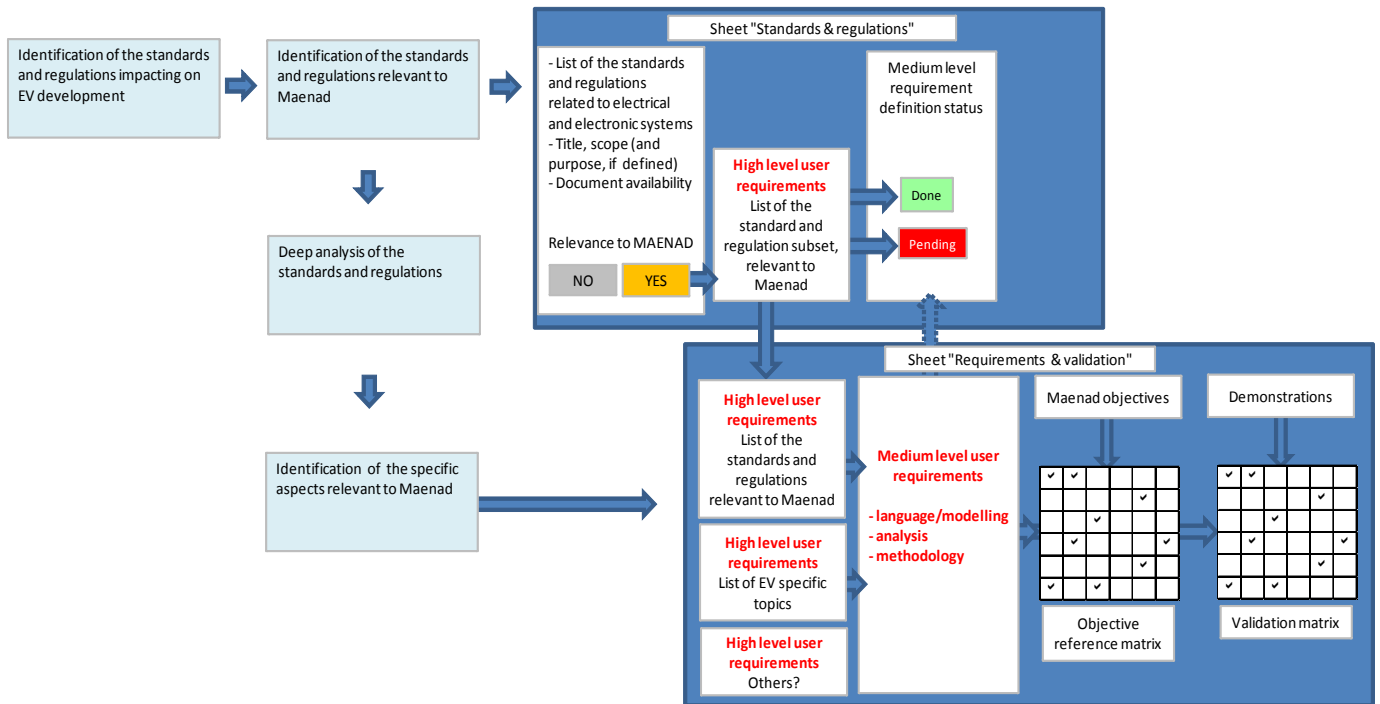 Sheet "Standards & regulations"
Identification of the standards
and regulations impacting on
EV development
Identification of the standards
and regulations relevant to
Maenad
- List of the standards
and regulations
related to electrical
and electronic systems
- Title, scope (and
purpose, if defined)
- Document availability
Relevance to MAENAD
NO
YES
High level user
requirements
List of the
standard and
regulation subset,
relevant to
Maenad
Medium level
requirement
definition status
Done
Pending
Deep analysis of the
standards and regulations
Identification of the specific
aspects relevant to Maenad
Sheet "Requirements & validation"
High level user
requirements
List of the
standards and
regulations
relevant to Maenad
High level user
requirements
List of EV specific
topics
High level user
requirements
Others?
Medium level user
requirements
- language/modelling
- analysis
- methodology
Maenad objectives
Objective
reference matrix
Demonstrations
Validation matrix